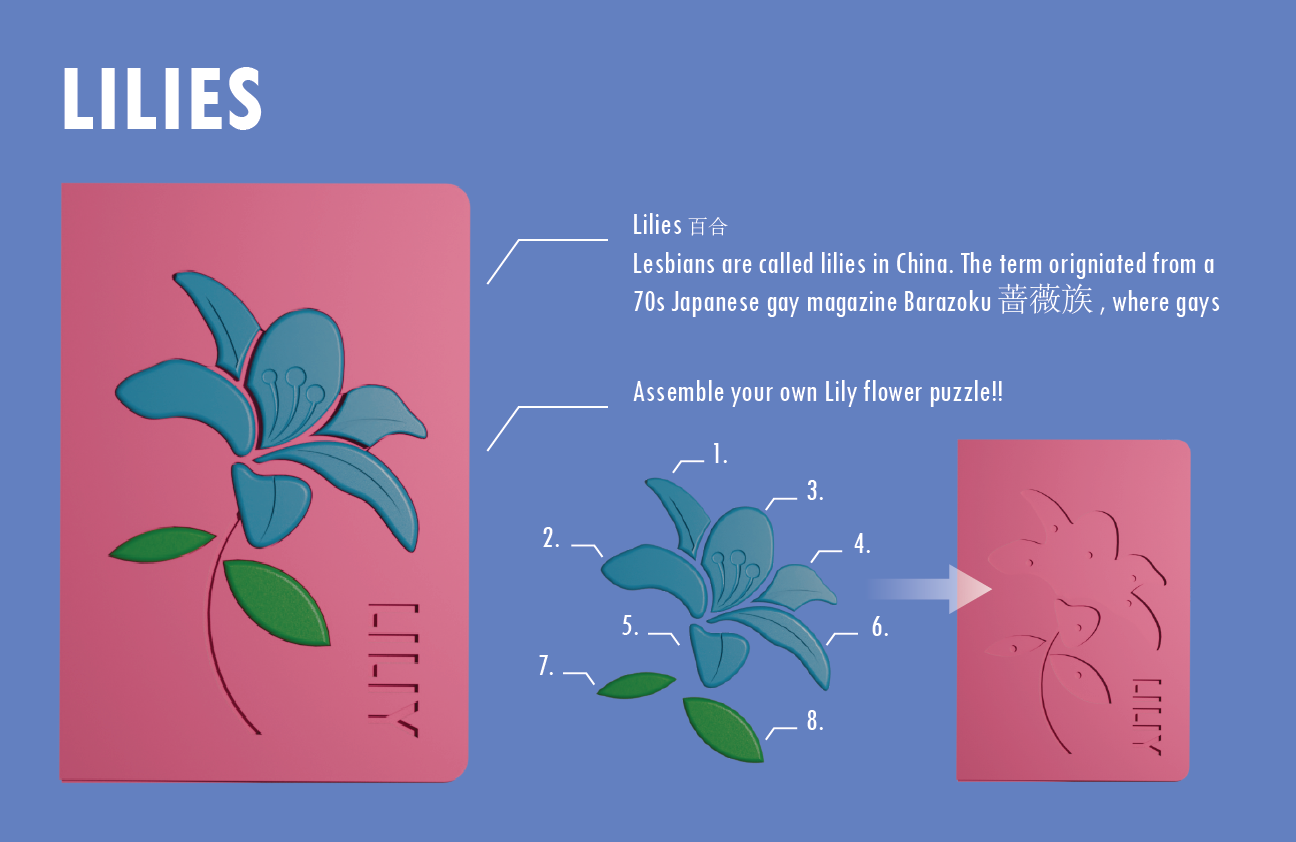 LILIES
Lilies 百合
Lesbians are called lilies in China. The term origniated from a
70s Japanese gay magazine Barazoku 蔷薇族 , where gays
Assemble your own Lily flower puzzle!!
1.
3.
2.
4.
5.
6.
7.
8.
LILY
LILY